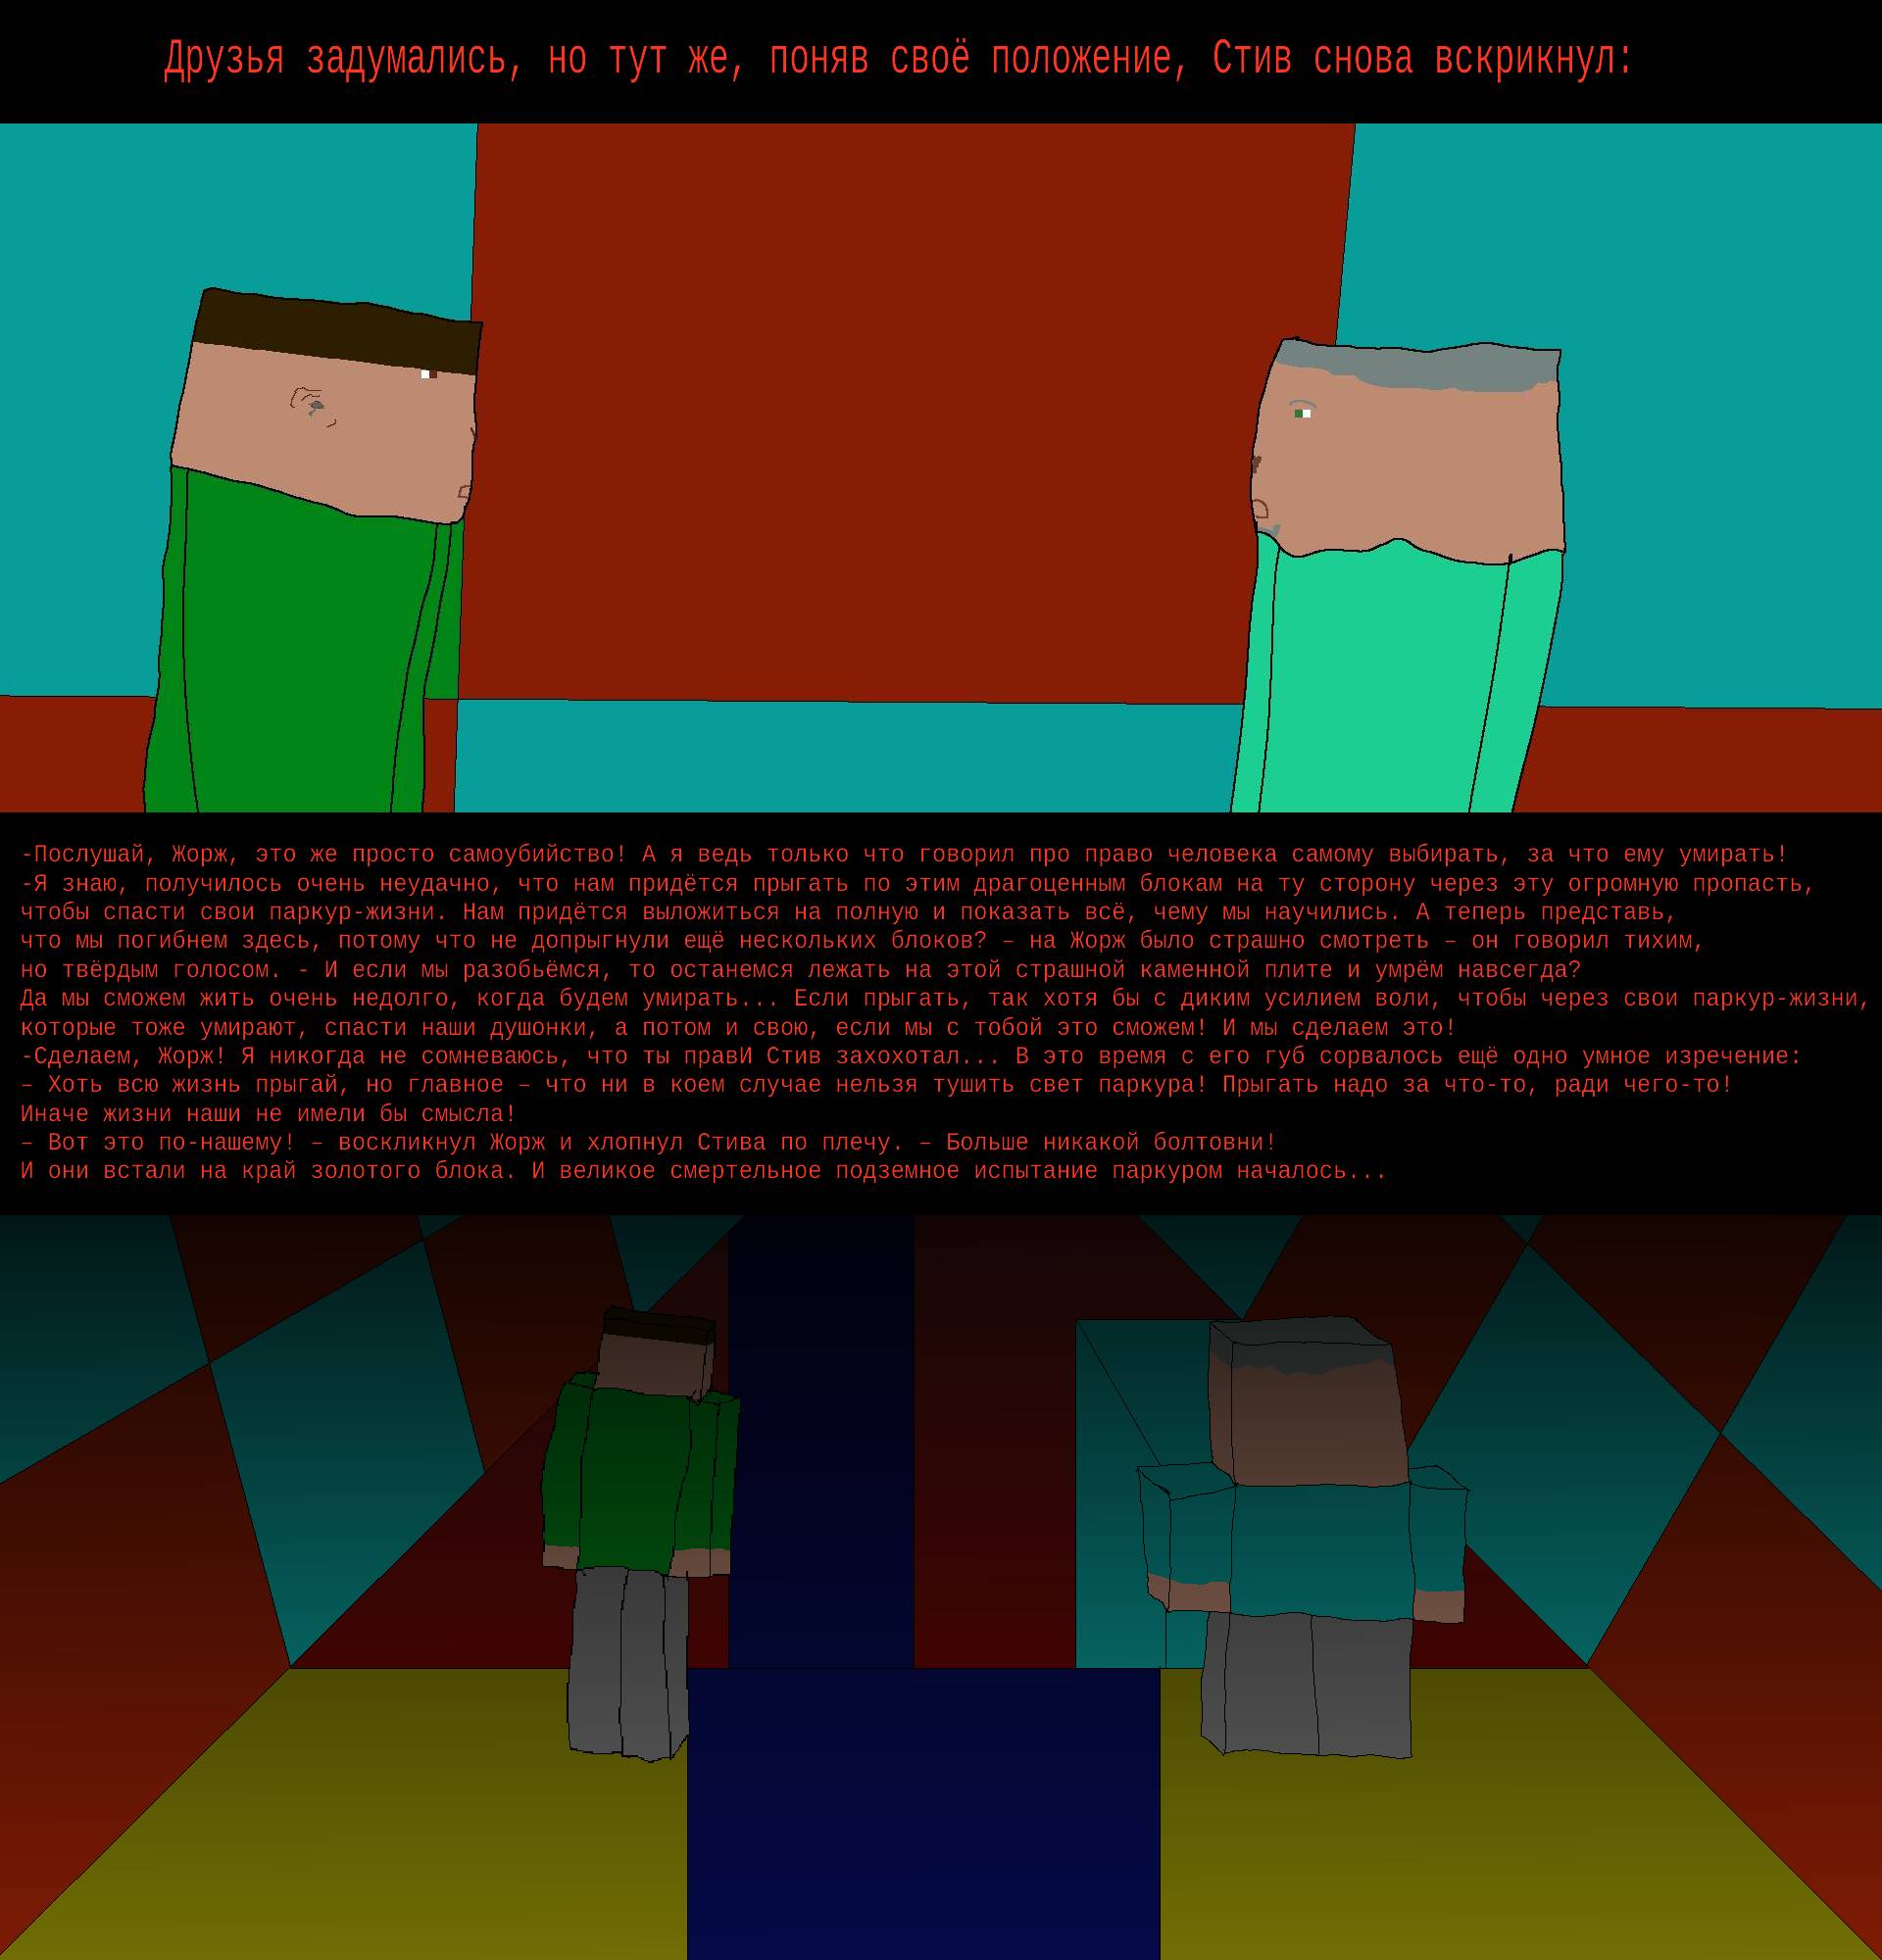 Друзья задумались, но тут же, поняв своё положение, Стив снова вскрикнул:
-Послушай, Жорж, это же просто самоубийство! А я ведь только что говорил про право человека самому выбирать, за что ему умирать!
-Я знаю, получилось очень неудачно, что нам придётся прыгать по этим драгоценным блокам на ту сторону через эту огромную пропасть,
чтобы спасти свои паркур-жизни. Нам придётся выложиться на полную и показать всё, чему мы научились. А теперь представь,
что мы погибнем здесь, потому что не допрыгнули ещё нескольких блоков? – на Жорж было страшно смотреть – он говорил тихим,
но твёрдым голосом. - И если мы разобьёмся, то останемся лежать на этой страшной каменной плите и умрём навсегда?
Да мы сможем жить очень недолго, когда будем умирать... Если прыгать, так хотя бы с диким усилием воли, чтобы через свои паркур-жизни,
которые тоже умирают, спасти наши душонки, а потом и свою, если мы с тобой это сможем! И мы сделаем это!
-Сделаем, Жорж! Я никогда не сомневаюсь, что ты правИ Стив захохотал... В это время с его губ сорвалось ещё одно умное изречение:
– Хоть всю жизнь прыгай, но главное – что ни в коем случае нельзя тушить свет паркура! Прыгать надо за что-то, ради чего-то!
Иначе жизни наши не имели бы смысла!
– Вот это по-нашему! – воскликнул Жорж и хлопнул Стива по плечу. – Больше никакой болтовни!
И они встали на край золотого блока. И великое смертельное подземное испытание паркуром началось...